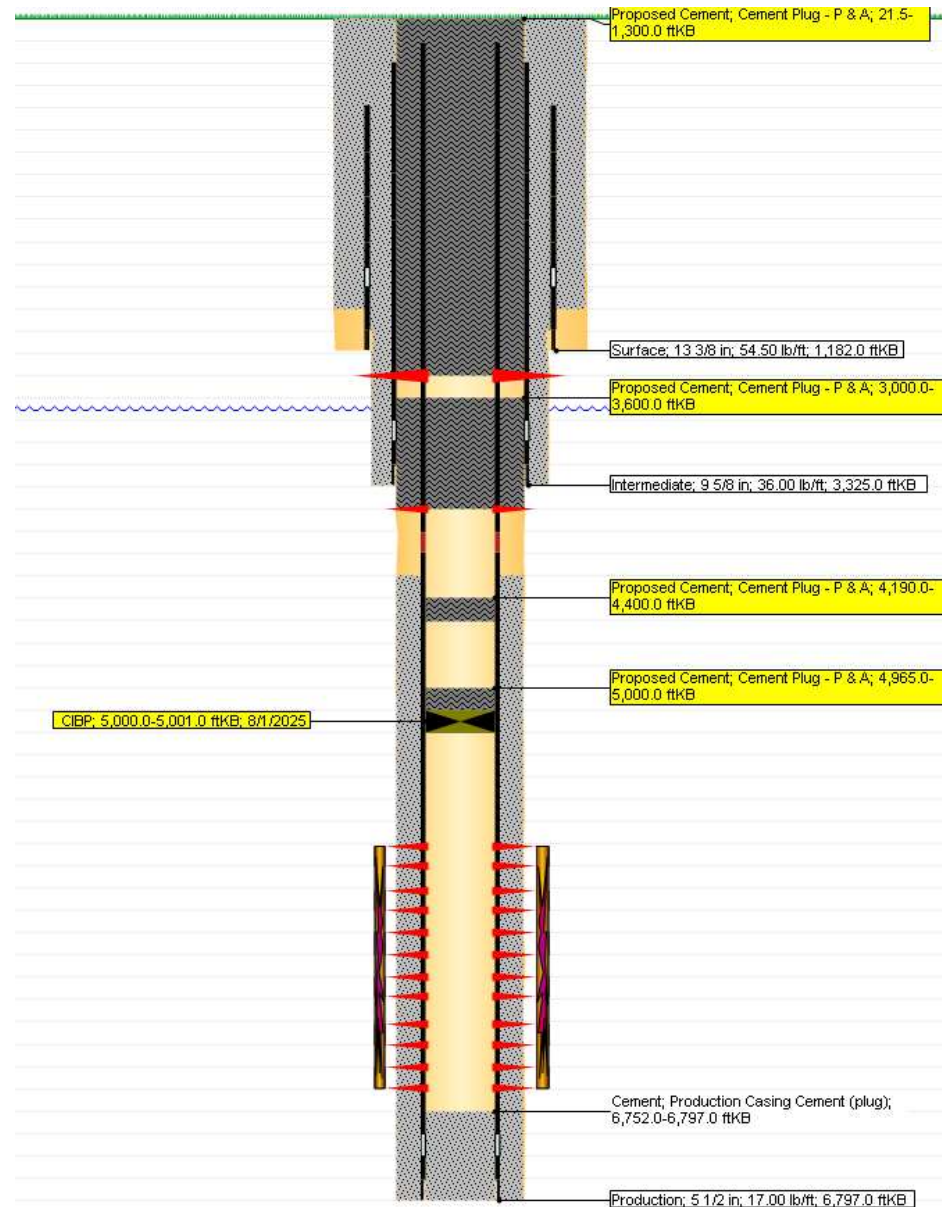 Proposed Cement; Cement Plug - P & A; 21.5-
1,300.0 ftKB
Surface; 13 3/8 in; 54.50 lb/ft; 1,182.0 ftKB
Proposed Cement; Cement Plug - P & A; 3,000.0-
3,600.0 ftKB
Intermediate; 9 5/8 in; 36.00 lb/ft; 3,325.0 ftKB
Proposed Cement; Cement Plug - P & A; 4,190.0-
4,400.0 ftKB
Proposed Cement; Cement Plug - P & A; 4,965.0-
5,000.0 ftKB
CIBP; 5,000.0-5,001.0 ftKB; 8/1/2025
Cement; Production Casing Cement (plug);
6,752.0-6,797.0 ftKB
Production; 5 1/2 in; 17.00 lb/ft; 6,797.0 ftKB